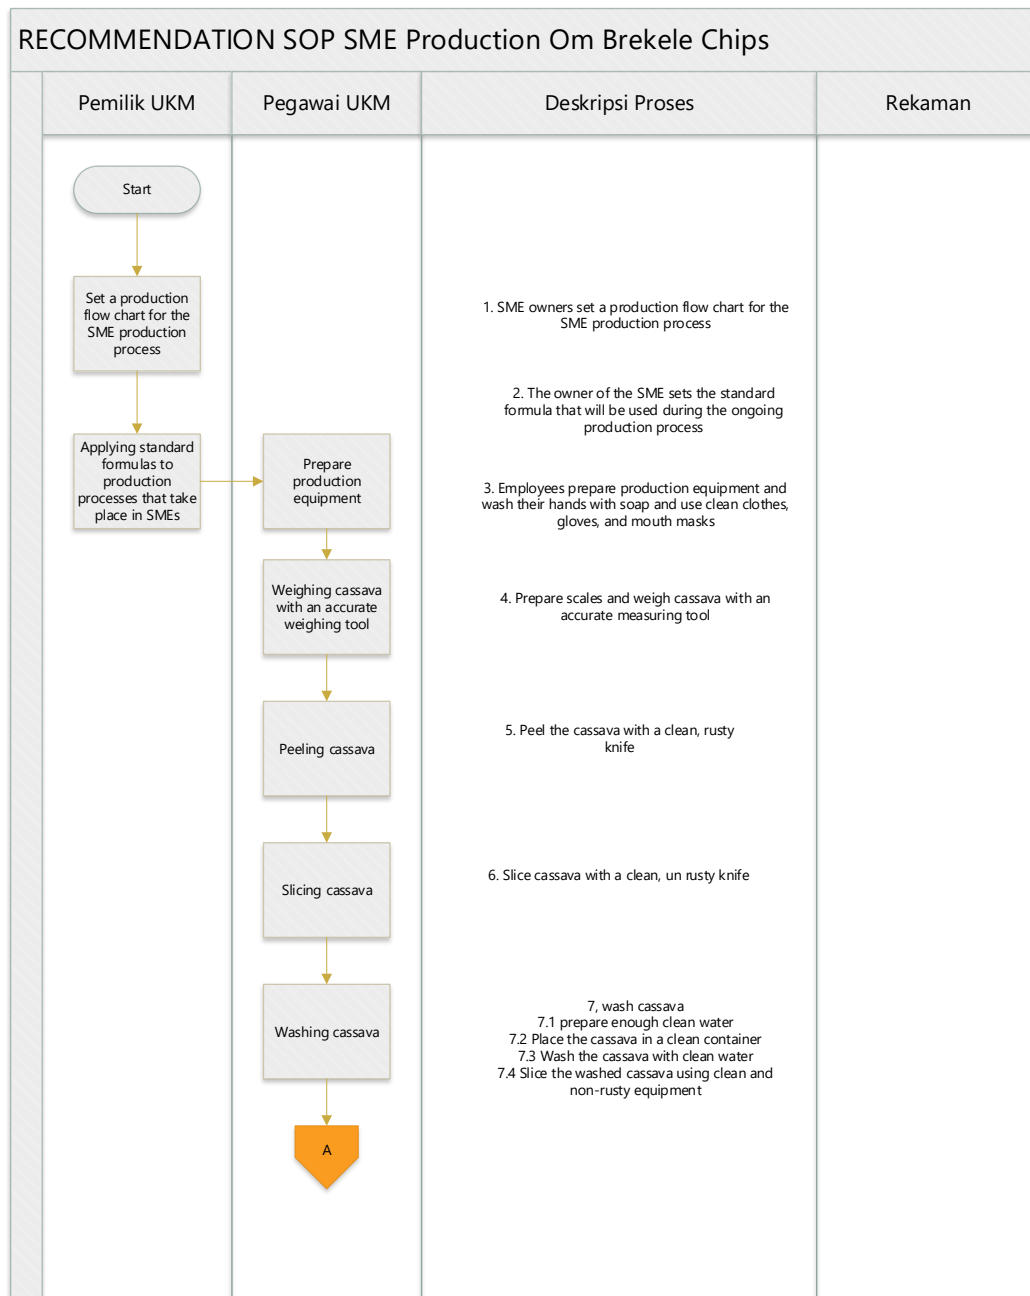 RECOMMENDATION SOP SME Production Om Brekele Chips
Pemilik UKM
Pegawai UKM
Deskripsi Proses
Rekaman
Start
Set a production
flow chart for the
SME production
process
1. SME owners set a production flow chart for the
SME production process
2. The owner of the SME sets the standard
formula that will be used during the ongoing
production process
Applying standard
formulas to
production
processes that take
place in SMEs
Prepare
production
equipment
3. Employees prepare production equipment and
wash their hands with soap and use clean clothes,
gloves, and mouth masks
Weighing cassava
with an accurate
weighing tool
4. Prepare scales and weigh cassava with an
accurate measuring tool
Peeling cassava
5. Peel the cassava with a clean, rusty
knife
Slicing cassava
6. Slice cassava with a clean, un rusty knife
Washing cassava
7, wash cassava
7.1 prepare enough clean water
7.2 Place the cassava in a clean container
7.3 Wash the cassava with clean water
7.4 Slice the washed cassava using clean and
non-rusty equipment
A